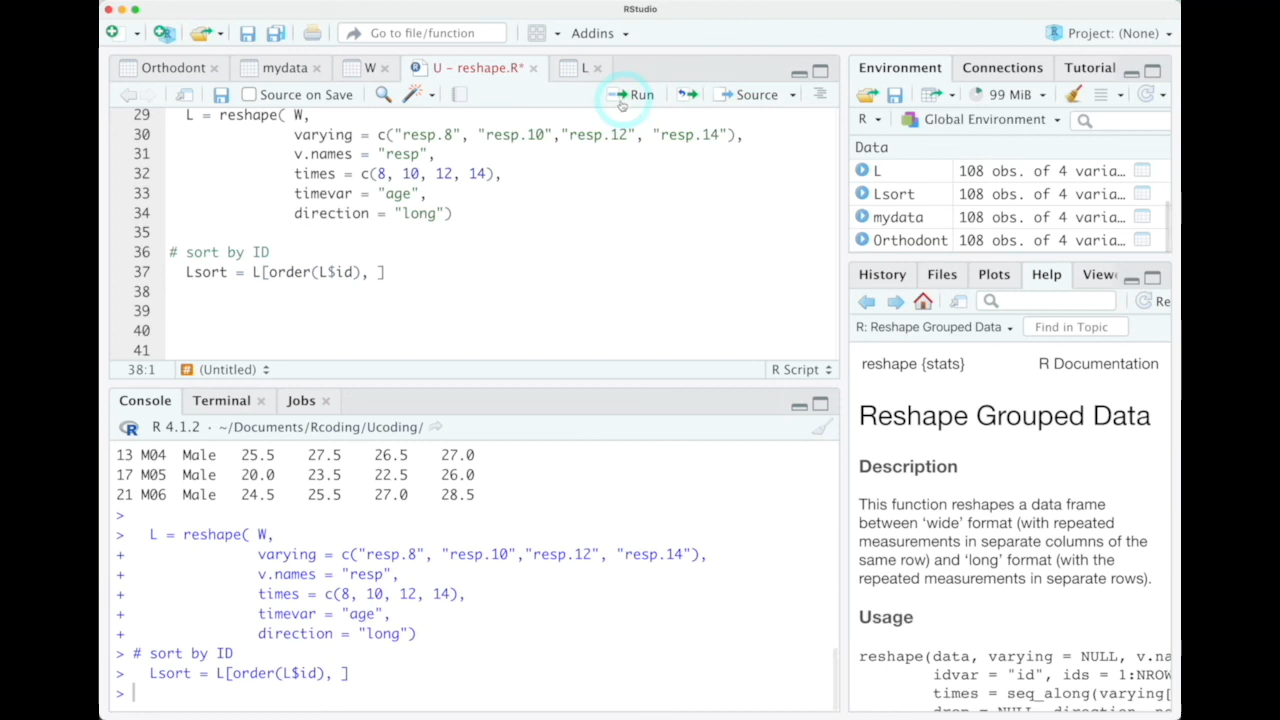 RStudio
Go to file/function
Addins
Project: (None)
Orthodont
mydata
W
U - reshape.R*
L
Source on Save
Run
Source
29 L = reshape( W,
30 varying = c("resp.8", "resp.10","resp.12", "resp.14"),
31 v.names = "resp",
32 times = c(8, 10, 12, 14),
33 timevar = "age",
34 direction = "long")
35
36 # sort by ID
37 Lsort = L[order(L$id), ]
38
39
40
41
38:1
(Untitled)
R Script
Console
Terminal
Jobs
R 4.1.2 · ~/Documents/Rcoding/Ucoding/
13 M04 Male 25.5 27.5 26.5 27.0
17 M05 Male 20.0 23.5 22.5 26.0
21 M06 Male 24.5 25.5 27.0 28.5
>
> L = reshape( W,
+ varying = c("resp.8", "resp.10","resp.12", "resp.14"),
+ v.names = "resp",
+ times = c(8, 10, 12, 14),
+ timevar = "age",
+ direction = "long")
> # sort by ID
> Lsort = L[order(L$id), ]
>
Environment
Connections
Tutorial
99 MiB
R
Global Environment
Data
L 108 obs. of 4 varia…
Lsort 108 obs. of 4 varia…
mydata 108 obs. of 4 varia…
Orthodont 108 obs. of 4 varia…
History
Files
Plots
Help
View
Re
R: Reshape Grouped Data
Find in Topic
reshape {stats}
R Documentation
Reshape Grouped Data
Description
This function reshapes a data frame
between ‘wide’ format (with repeated
measurements in separate columns of the
same row) and ‘long’ format (with the
repeated measurements in separate rows).
Usage
reshape(data, varying = NULL, v.na
idvar = "id", ids = 1:NROW
times = seq_along(varying[
drop = NULL, direction,